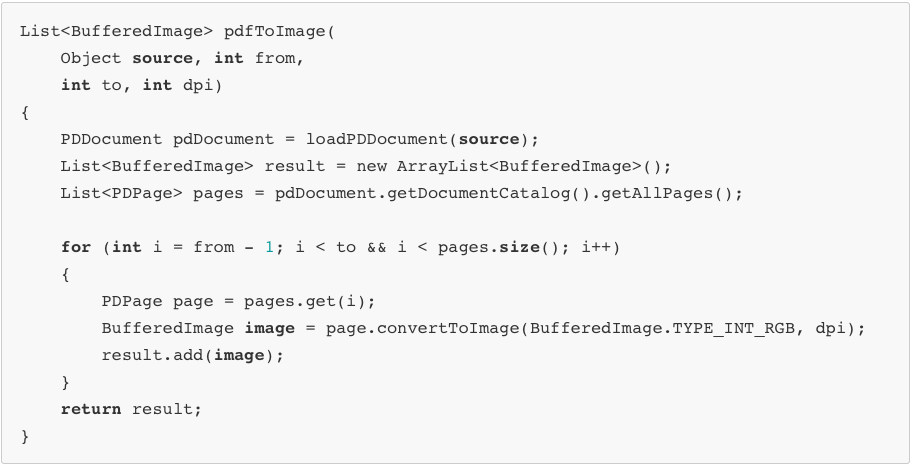 List<BufferedImage> pdfToImage(
    Object source, int from,
    int to, int dpi)
{
    PDDocument pdDocument = loadPDDocument(source);
    List<BufferedImage> result = new ArrayList<BufferedImage>();
    List<PDPage> pages = pdDocument.getDocumentCatalog().getAllPages();

    for (int i = from - 1; i < to && i < pages.size(); i++)
    {
        PDPage page = pages.get(i);
        BufferedImage image = page.convertToImage(BufferedImage.TYPE_INT_RGB, dpi);
        result.add(image);
    }
    return result;
}